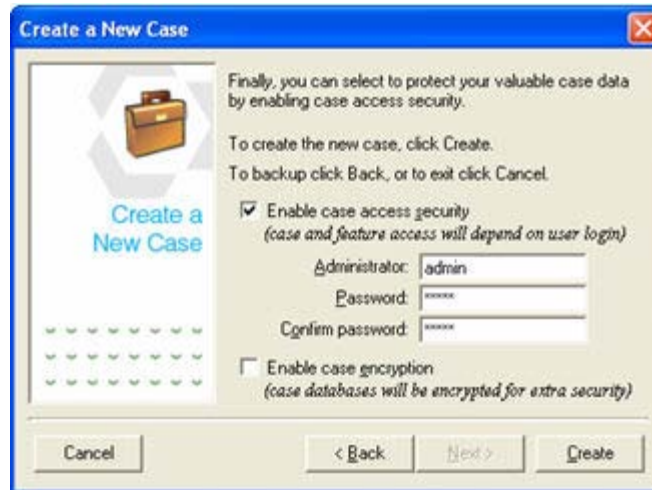 Create a New Case
Finally, you can select to protect your valuable case data
by enabling case access security.
To create the new case, click Create.
To backup click Back, or to exit click Cancel.
Create a
New Case
Enable case access security
(case and feature access will depend on user login)
Administrator: admin
Password: *****
Confirm password: *****
Enable case encryption
(case databases will be encrypted for extra security)
Cancel
< Back
Next >
Create